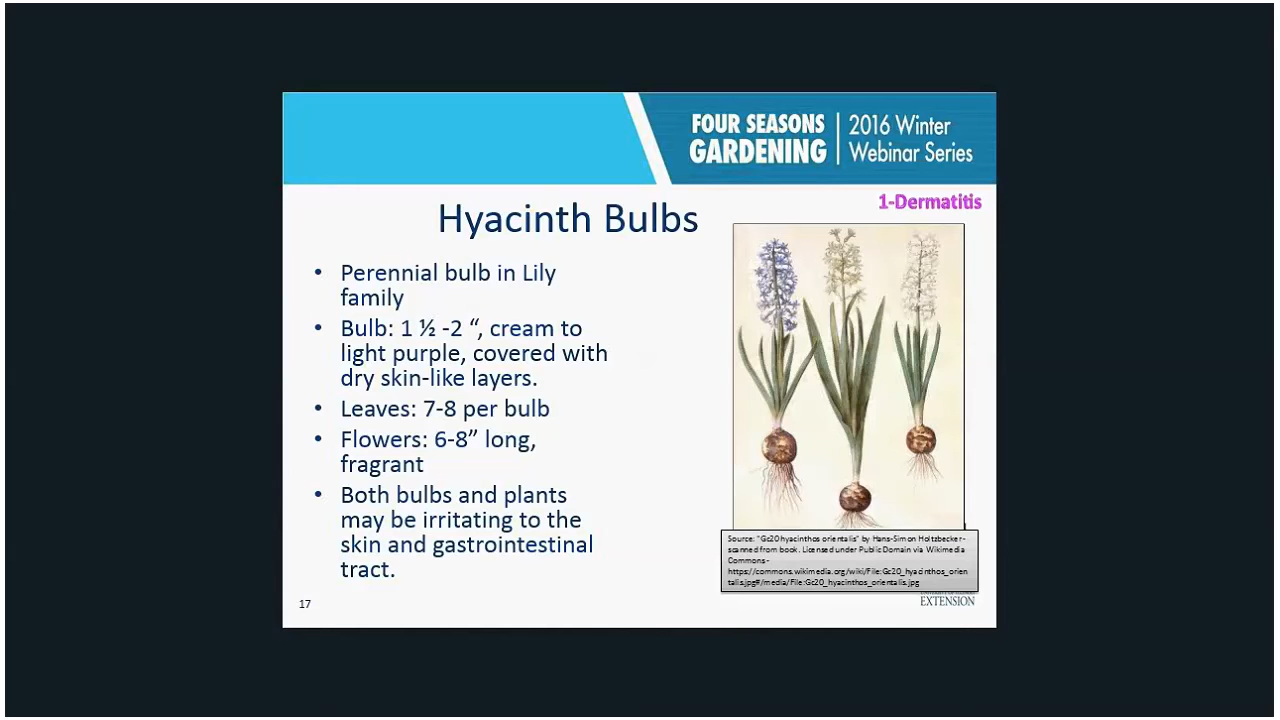 FOUR SEASONS
GARDENING
2016 Winter
Webinar Series
1-Dermatitis
Hyacinth Bulbs
• Perennial bulb in Lily
family
• Bulb: 1 ½ -2 “, cream to
light purple, covered with
dry skin-like layers.
• Leaves: 7-8 per bulb
• Flowers: 6-8” long,
fragrant
• Both bulbs and plants
may be irritating to the
skin and gastrointestinal
tract.
Source: "Gc20 hyacinthos orientalis" by Hans-Simon Holtzbecker -
scanned from book. Licensed under Public Domain via Wikimedia
Commons -
https://commons.wikimedia.org/wiki/File:Gc20_hyacinthos_orien
talis.jpg#/media/File:Gc20_hyacinthos_orientalis.jpg
17
EXTENSION